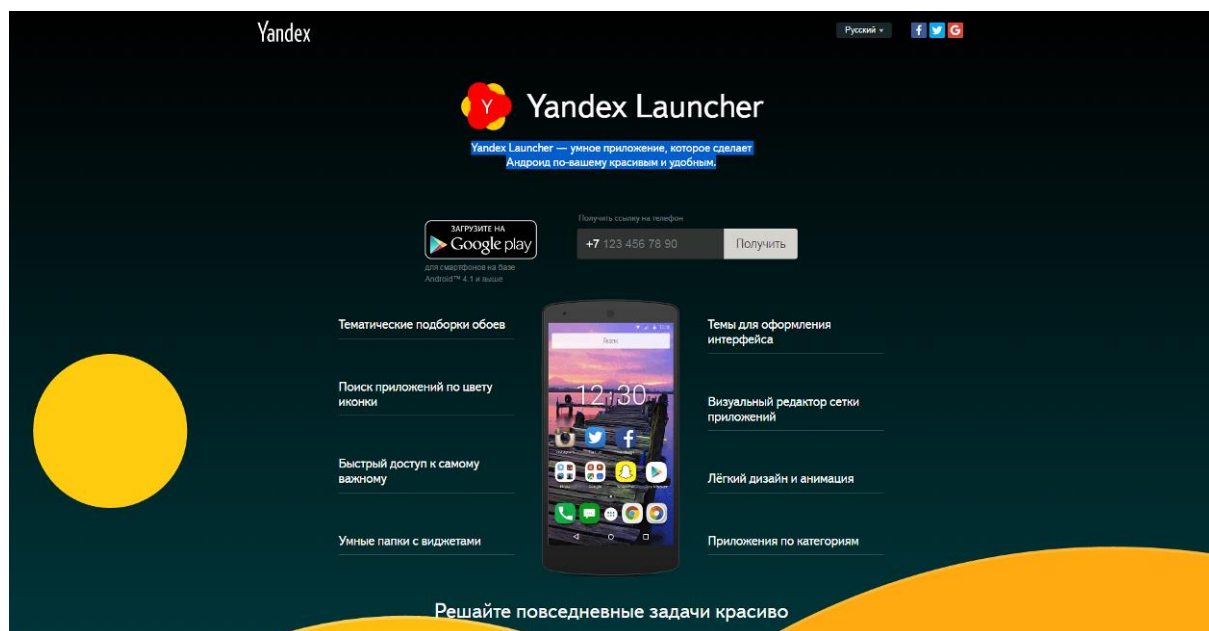 Yandex
Русский
Yandex Launcher
Yandex Launcher — умное приложение, которое сделает
Андроид по-вашему красивым и удобным.
Получить ссылку на телефон
ЗАГРУЗИТЕ НА
Google play
+7 123 456 78 90
Получить
для смартфонов на базе
Android™ 4.1 и выше
Тематические подборки обоев
Поиск приложений по цвету
иконки
Быстрый доступ к самому
важному
Умные папки с виджетами
12:30
Темы для оформления
интерфейса
Визуальный редактор сетки
приложений
Лёгкий дизайн и анимация
Приложения по категориям
Решайте повседневные задачи красиво